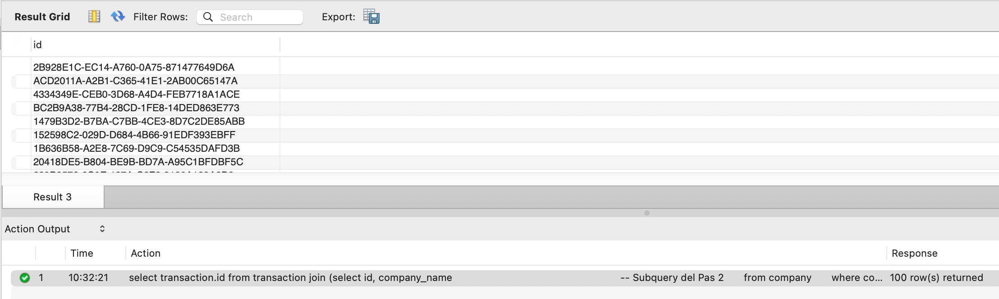 Result Grid Filter Rows: Search Export:
id
2B928E1C-EC14-A760-0A75-871477649D6A
ACD2011A-A2B1-C365-41E1-2AB00C65147A
4334349E-CEB0-3D68-A4D4-FEB7718A1ACE
BC2B9A38-77B4-28CD-1FE8-14DED863E773
1479B3D2-B7BA-C7BB-4CE3-8D7C2DE85ABB
152598C2-029D-D684-4B66-91EDF393EBFF
1B636B58-A2E8-7C69-D9C9-C54535DAFD3B
20418DE5-B804-BE9B-BD7A-A95C1BFDBF5C
Result 3
Action Output
Time Action Response
1 10:32:21 select transaction.id from transaction join (select id, company_name -- Subquery del Pas 2 from company where co... 100 row(s) returned